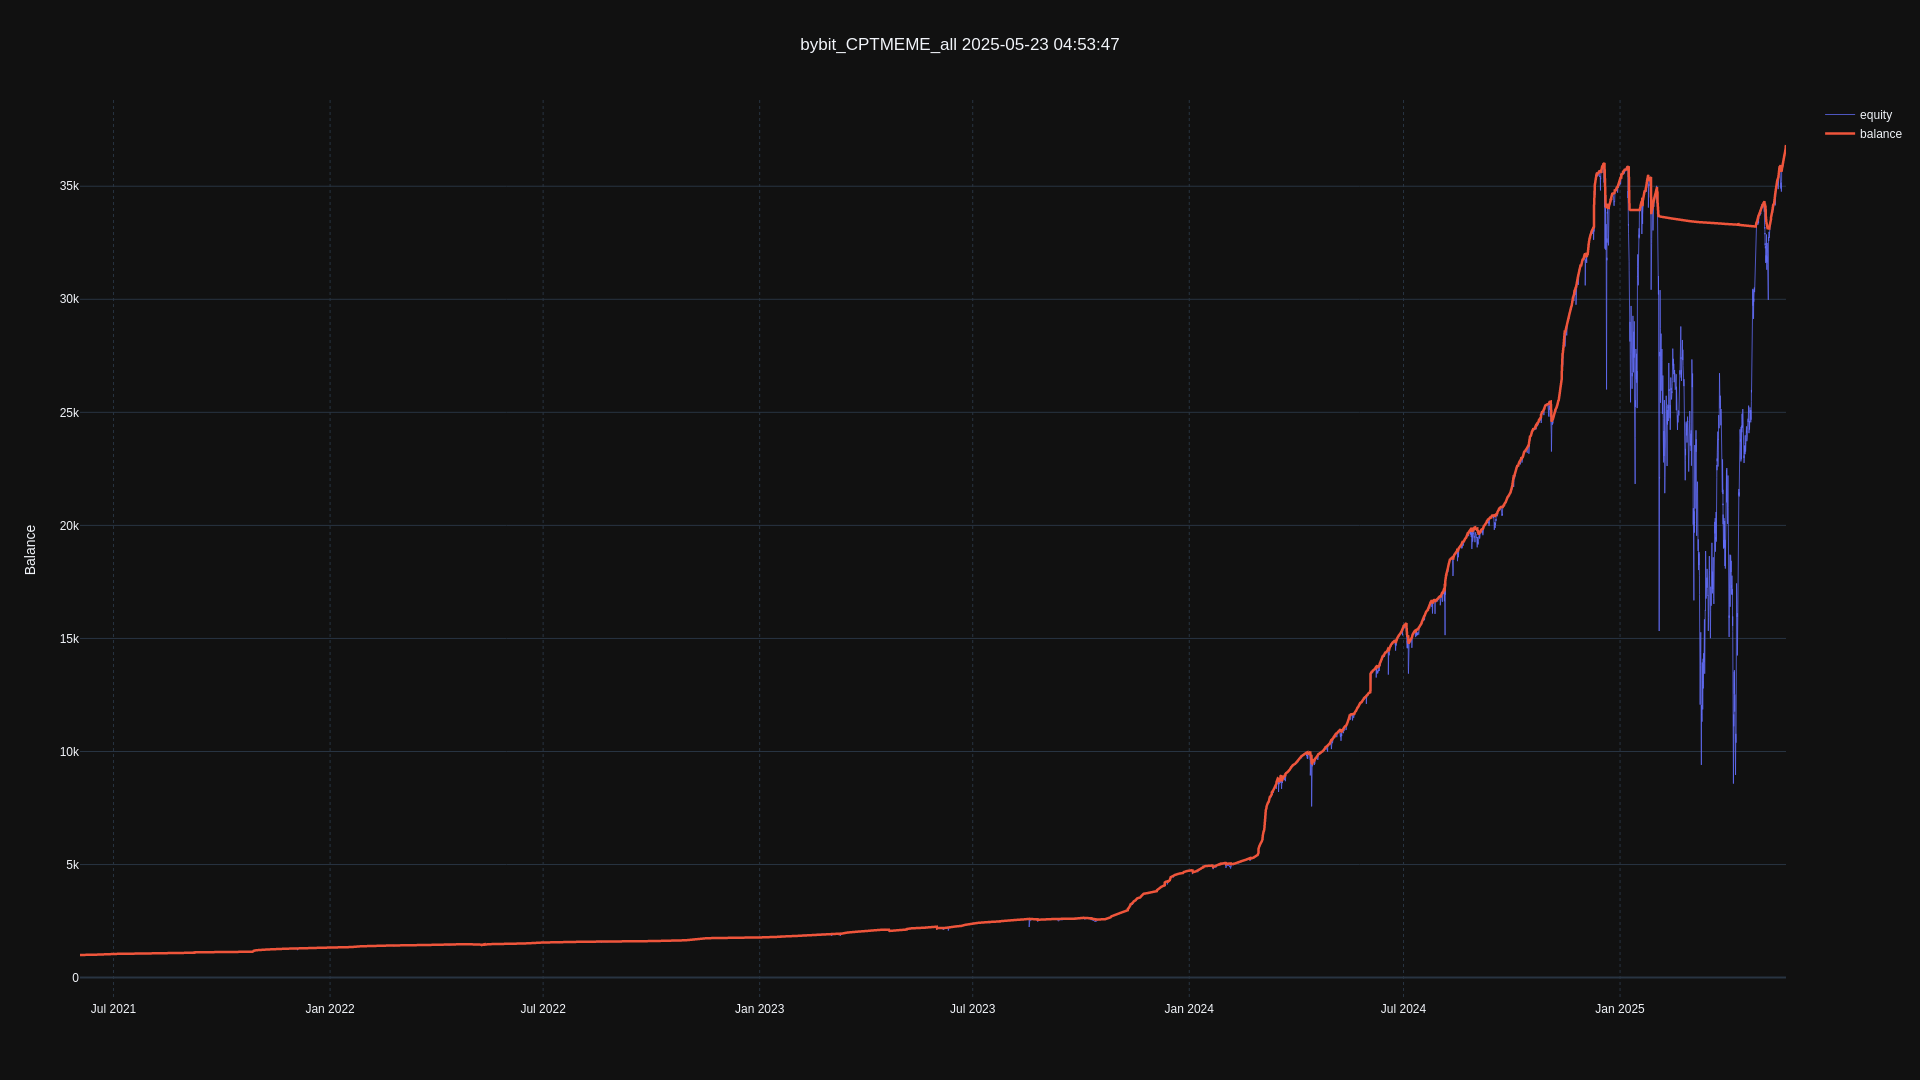 bybit_CPTMEME_all 2025-05-23 04:53:47
equity
balance
35k
30k
25k
20k
15k
10k
5k
0
Balance
Jul 2021
Jan 2022
Jul 2022
Jan 2023
Jul 2023
Jan 2024
Jul 2024
Jan 2025